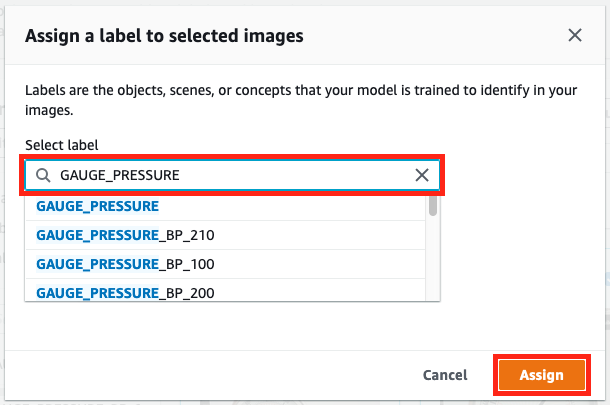 Assign a label to selected images
Labels are the objects, scenes, or concepts that your model is trained to identify in your
images.
Select label
GAUGE_PRESSURE
GAUGE_PRESSURE
GAUGE_PRESSURE_BP_210
GAUGE_PRESSURE_BP_100
GAUGE_PRESSURE_BP_200
Cancel Assign